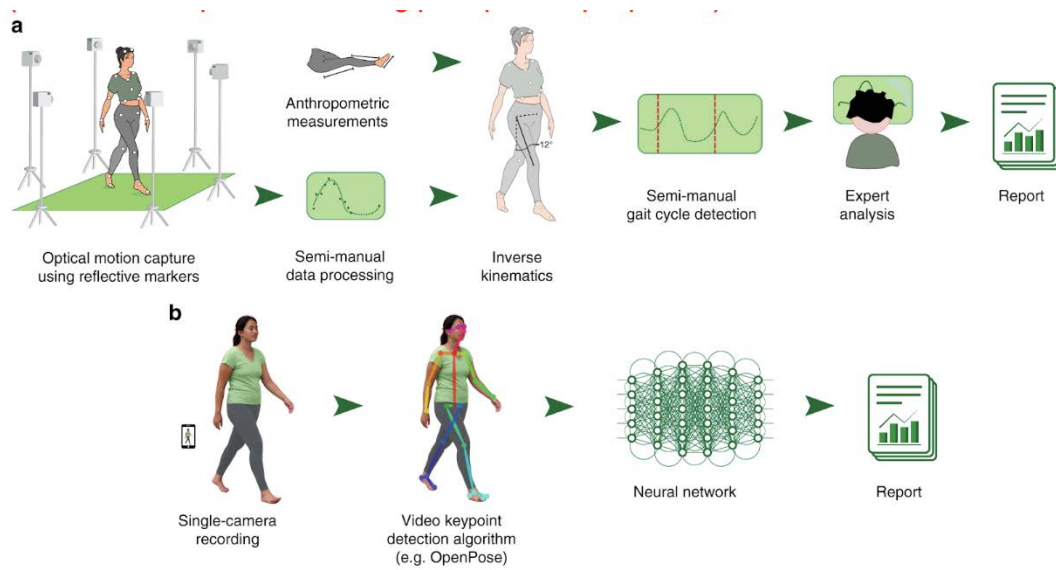 a
Anthropometric
measurements
12°
Optical motion capture
using reflective markers
Semi-manual
data processing
Inverse
kinematics
Semi-manual
gait cycle detection
Expert
analysis
Report
b
Single-camera
recording
Video keypoint
detection algorithm
(e.g. OpenPose)
Neural network
Report